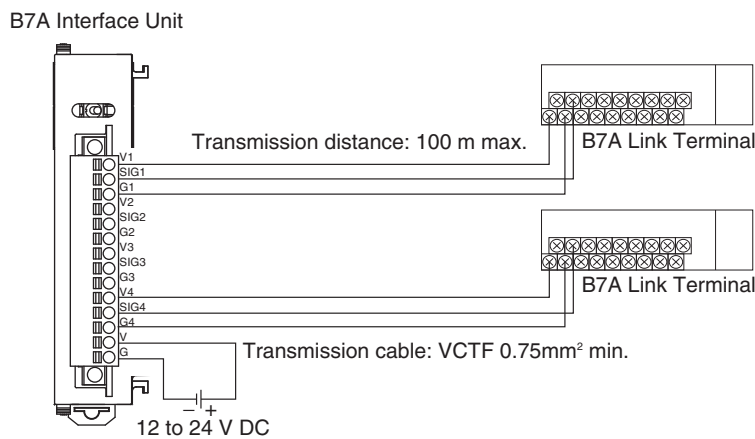 B7A Interface Unit
Transmission distance: 100 m max.
B7A Link Terminal
V1
SIG1
G1
V2
SIG2
G2
V3
SIG3
G3
V4
SIG4
G4
V
G
B7A Link Terminal
Transmission cable: VCTF 0.75mm² min.
− +
12 to 24 V DC